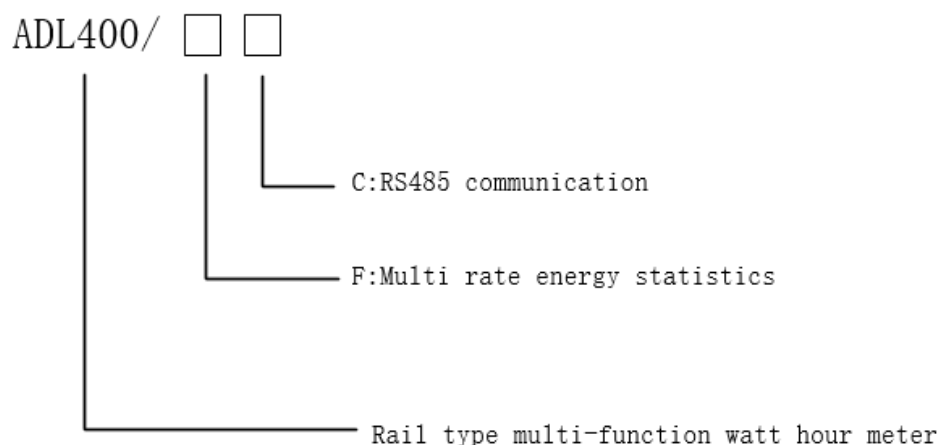 ADL400/ □ □
C:RS485 communication
F:Multi rate energy statistics
Rail type multi-function watt hour meter